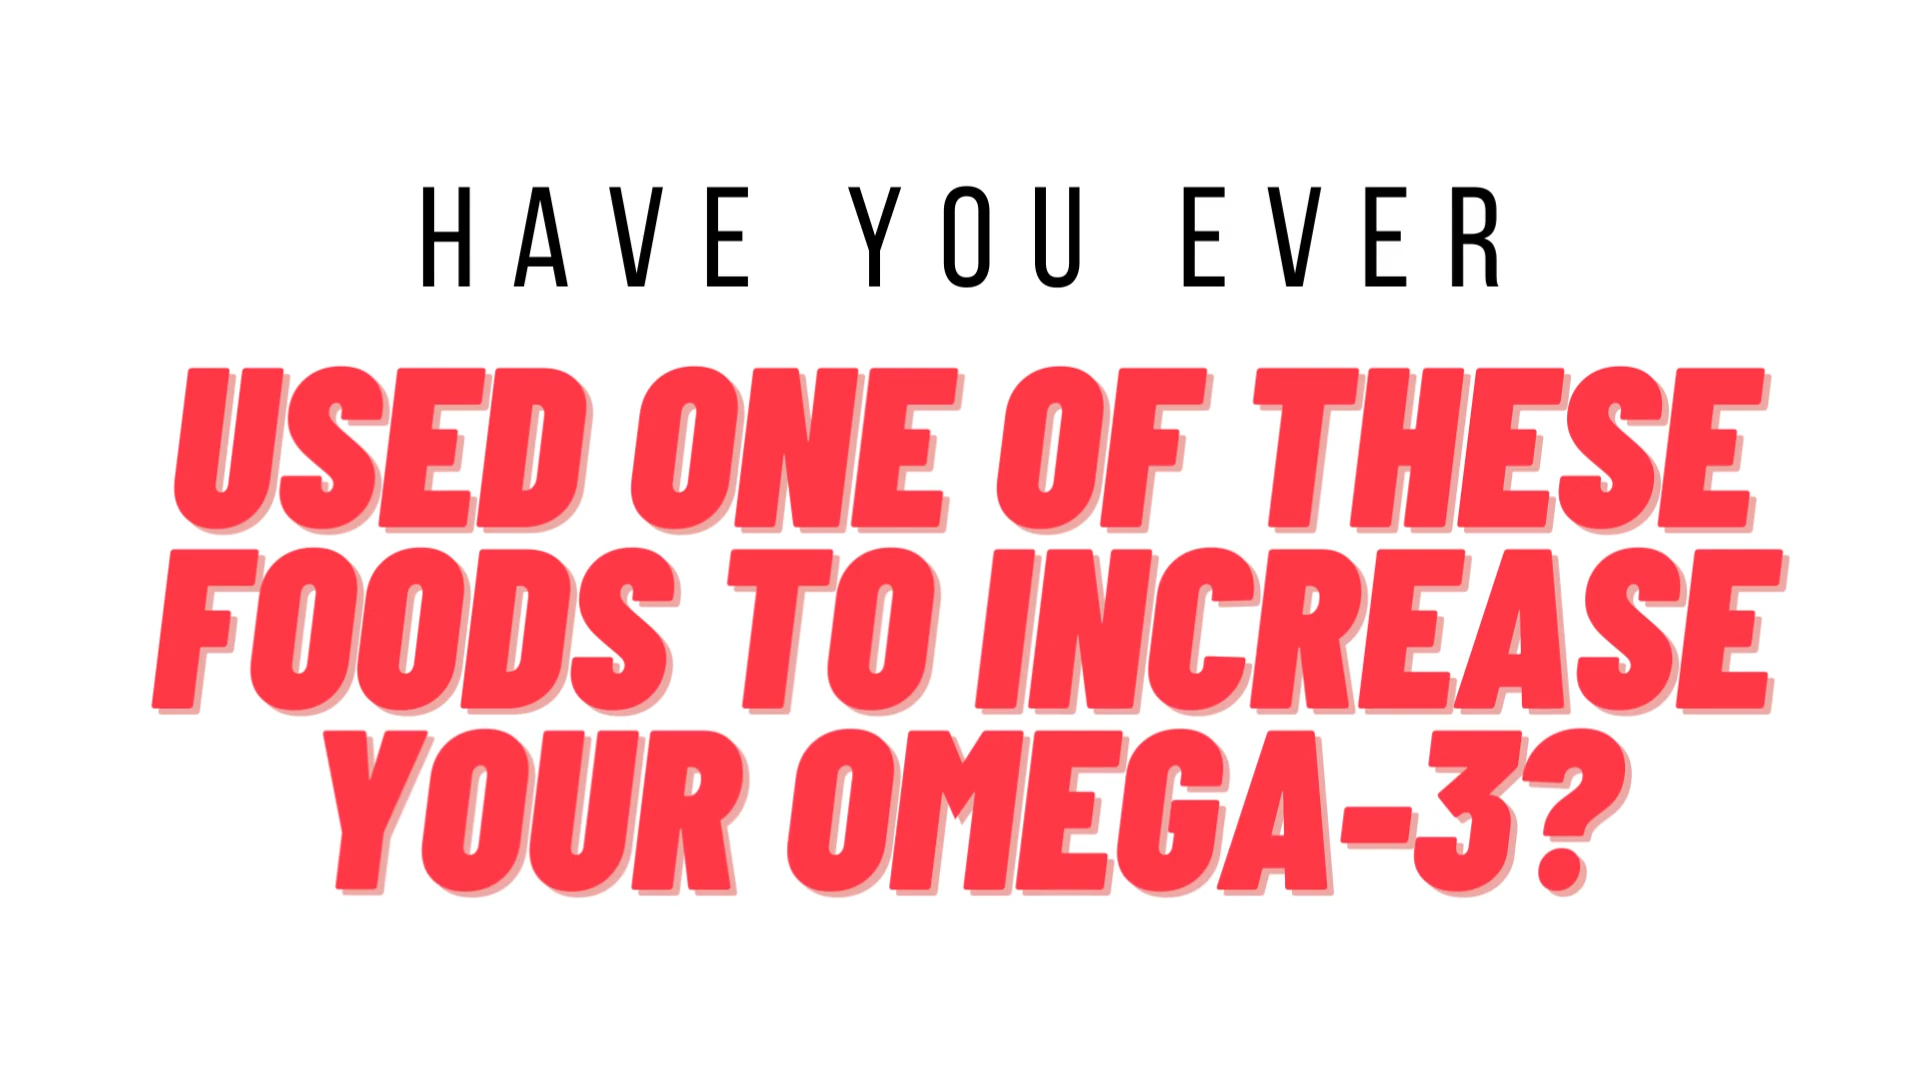 HAVE YOU EVER
USED ONE OF THESE
FOODS TO INCREASE
YOUR OMEGA-3?